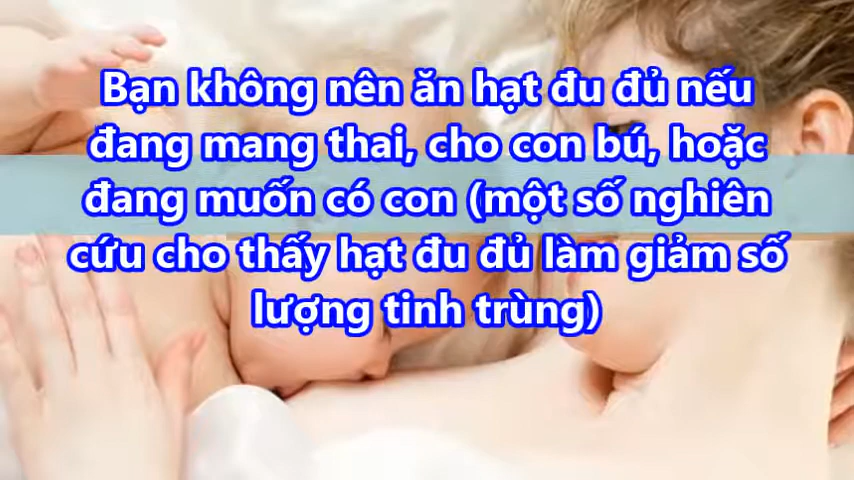 Bạn không nên ăn hạt đu đủ nếu
đang mang thai, cho con bú, hoặc
đang muốn có con (một số nghiên
cứu cho thấy hạt đu đủ làm giảm số
lượng tinh trùng)